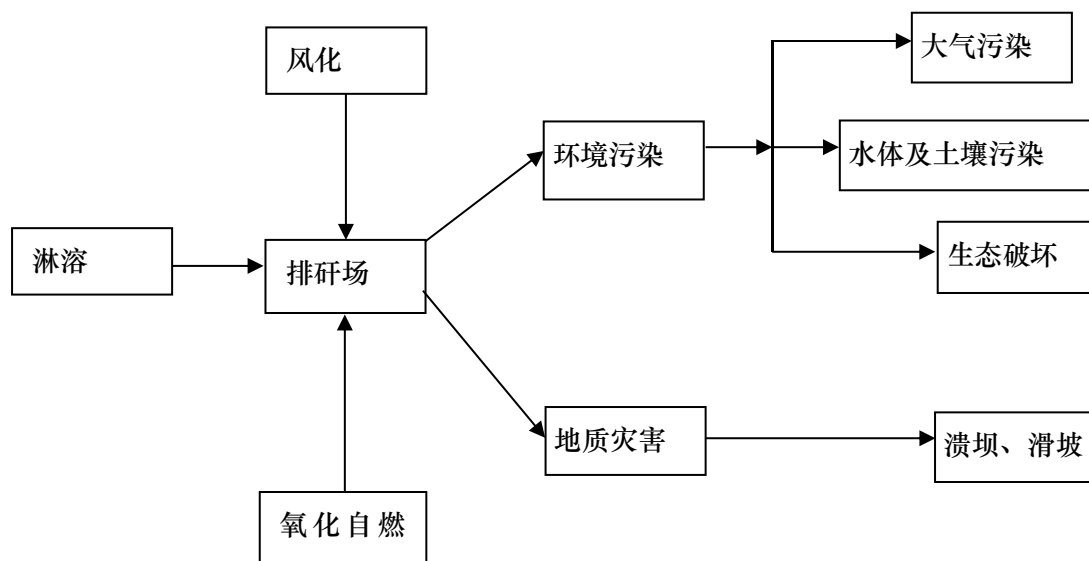 风化
大气污染
环境污染
水体及土壤污染
淋溶
排矸场
生态破坏
地质灾害
溃坝、滑坡
氧化自燃